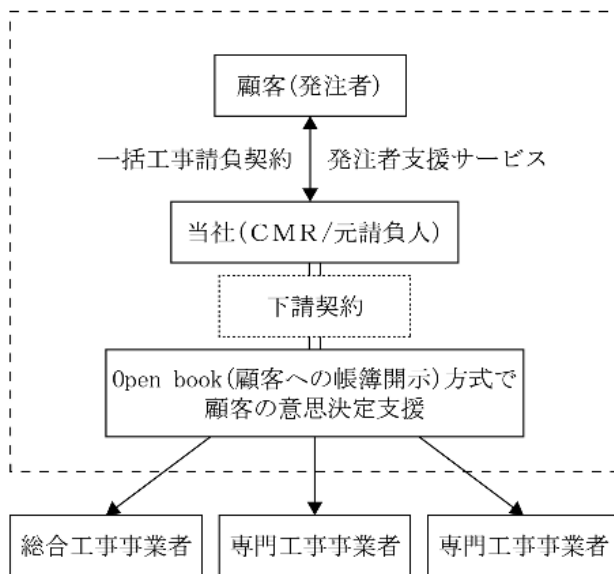 顧客(発注者)
一括工事請負契約 発注者支援サービス
当社(CMR/元請負人)
下請契約
Open book(顧客への帳簿開示)方式で
顧客の意思決定支援
総合工事事業者 専門工事事業者 専門工事事業者